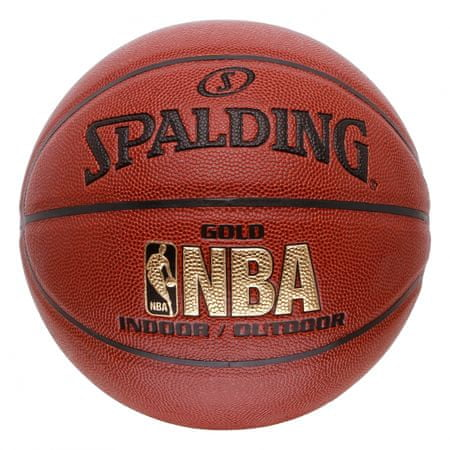 S
SPALDING®
GOLD
NBA NBA
INDOOR / OUTDOOR